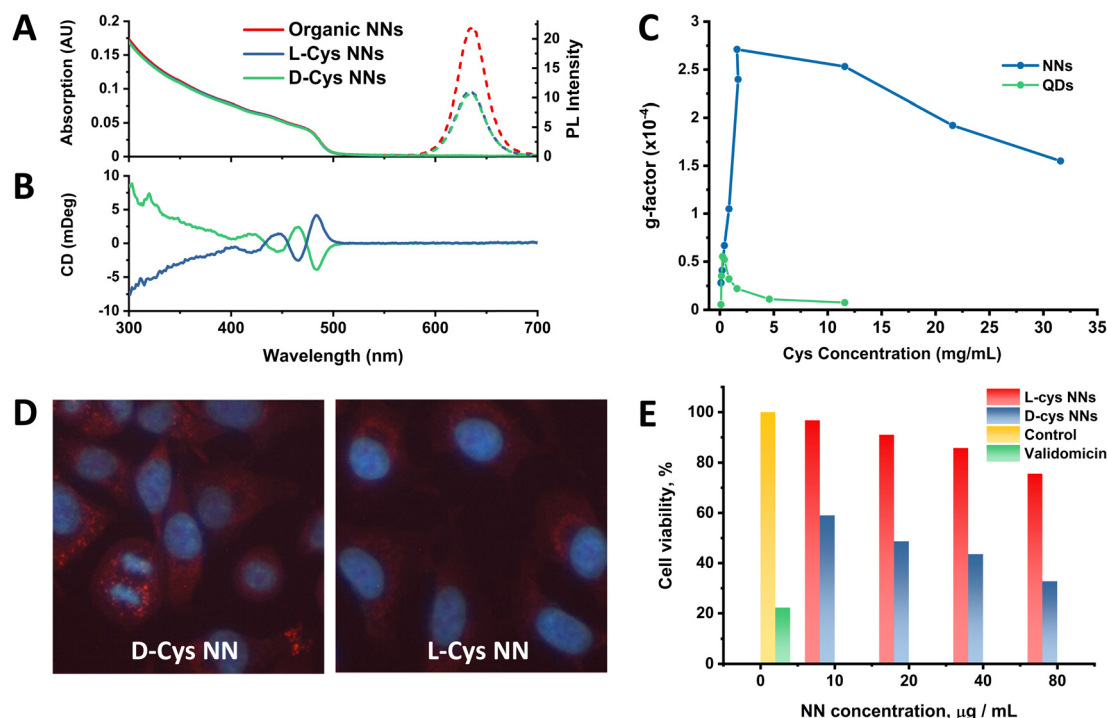 A
Absorption (AU)
0.2
0.15
0.1
0.05
0
Organic NNs
L-Cys NNs
D-Cys NNs
20
15
10
5
0
PL Intensity
B
CD (mDeg)
10
5
0
-5
-10
300
400
500
600
700
Wavelength (nm)
C
g-factor (x10⁻⁴)
3
2.5
2
1.5
1
0.5
0
NNs
QDs
0
5
10
15
20
25
30
35
Cys Concentration (mg/mL)
D
D-Cys NN
L-Cys NN
E
Cell viability, %
100
80
60
40
20
0
L-cys NNs
D-cys NNs
Control
Validomicin
0
10
20
40
80
NN concentration, µg / mL